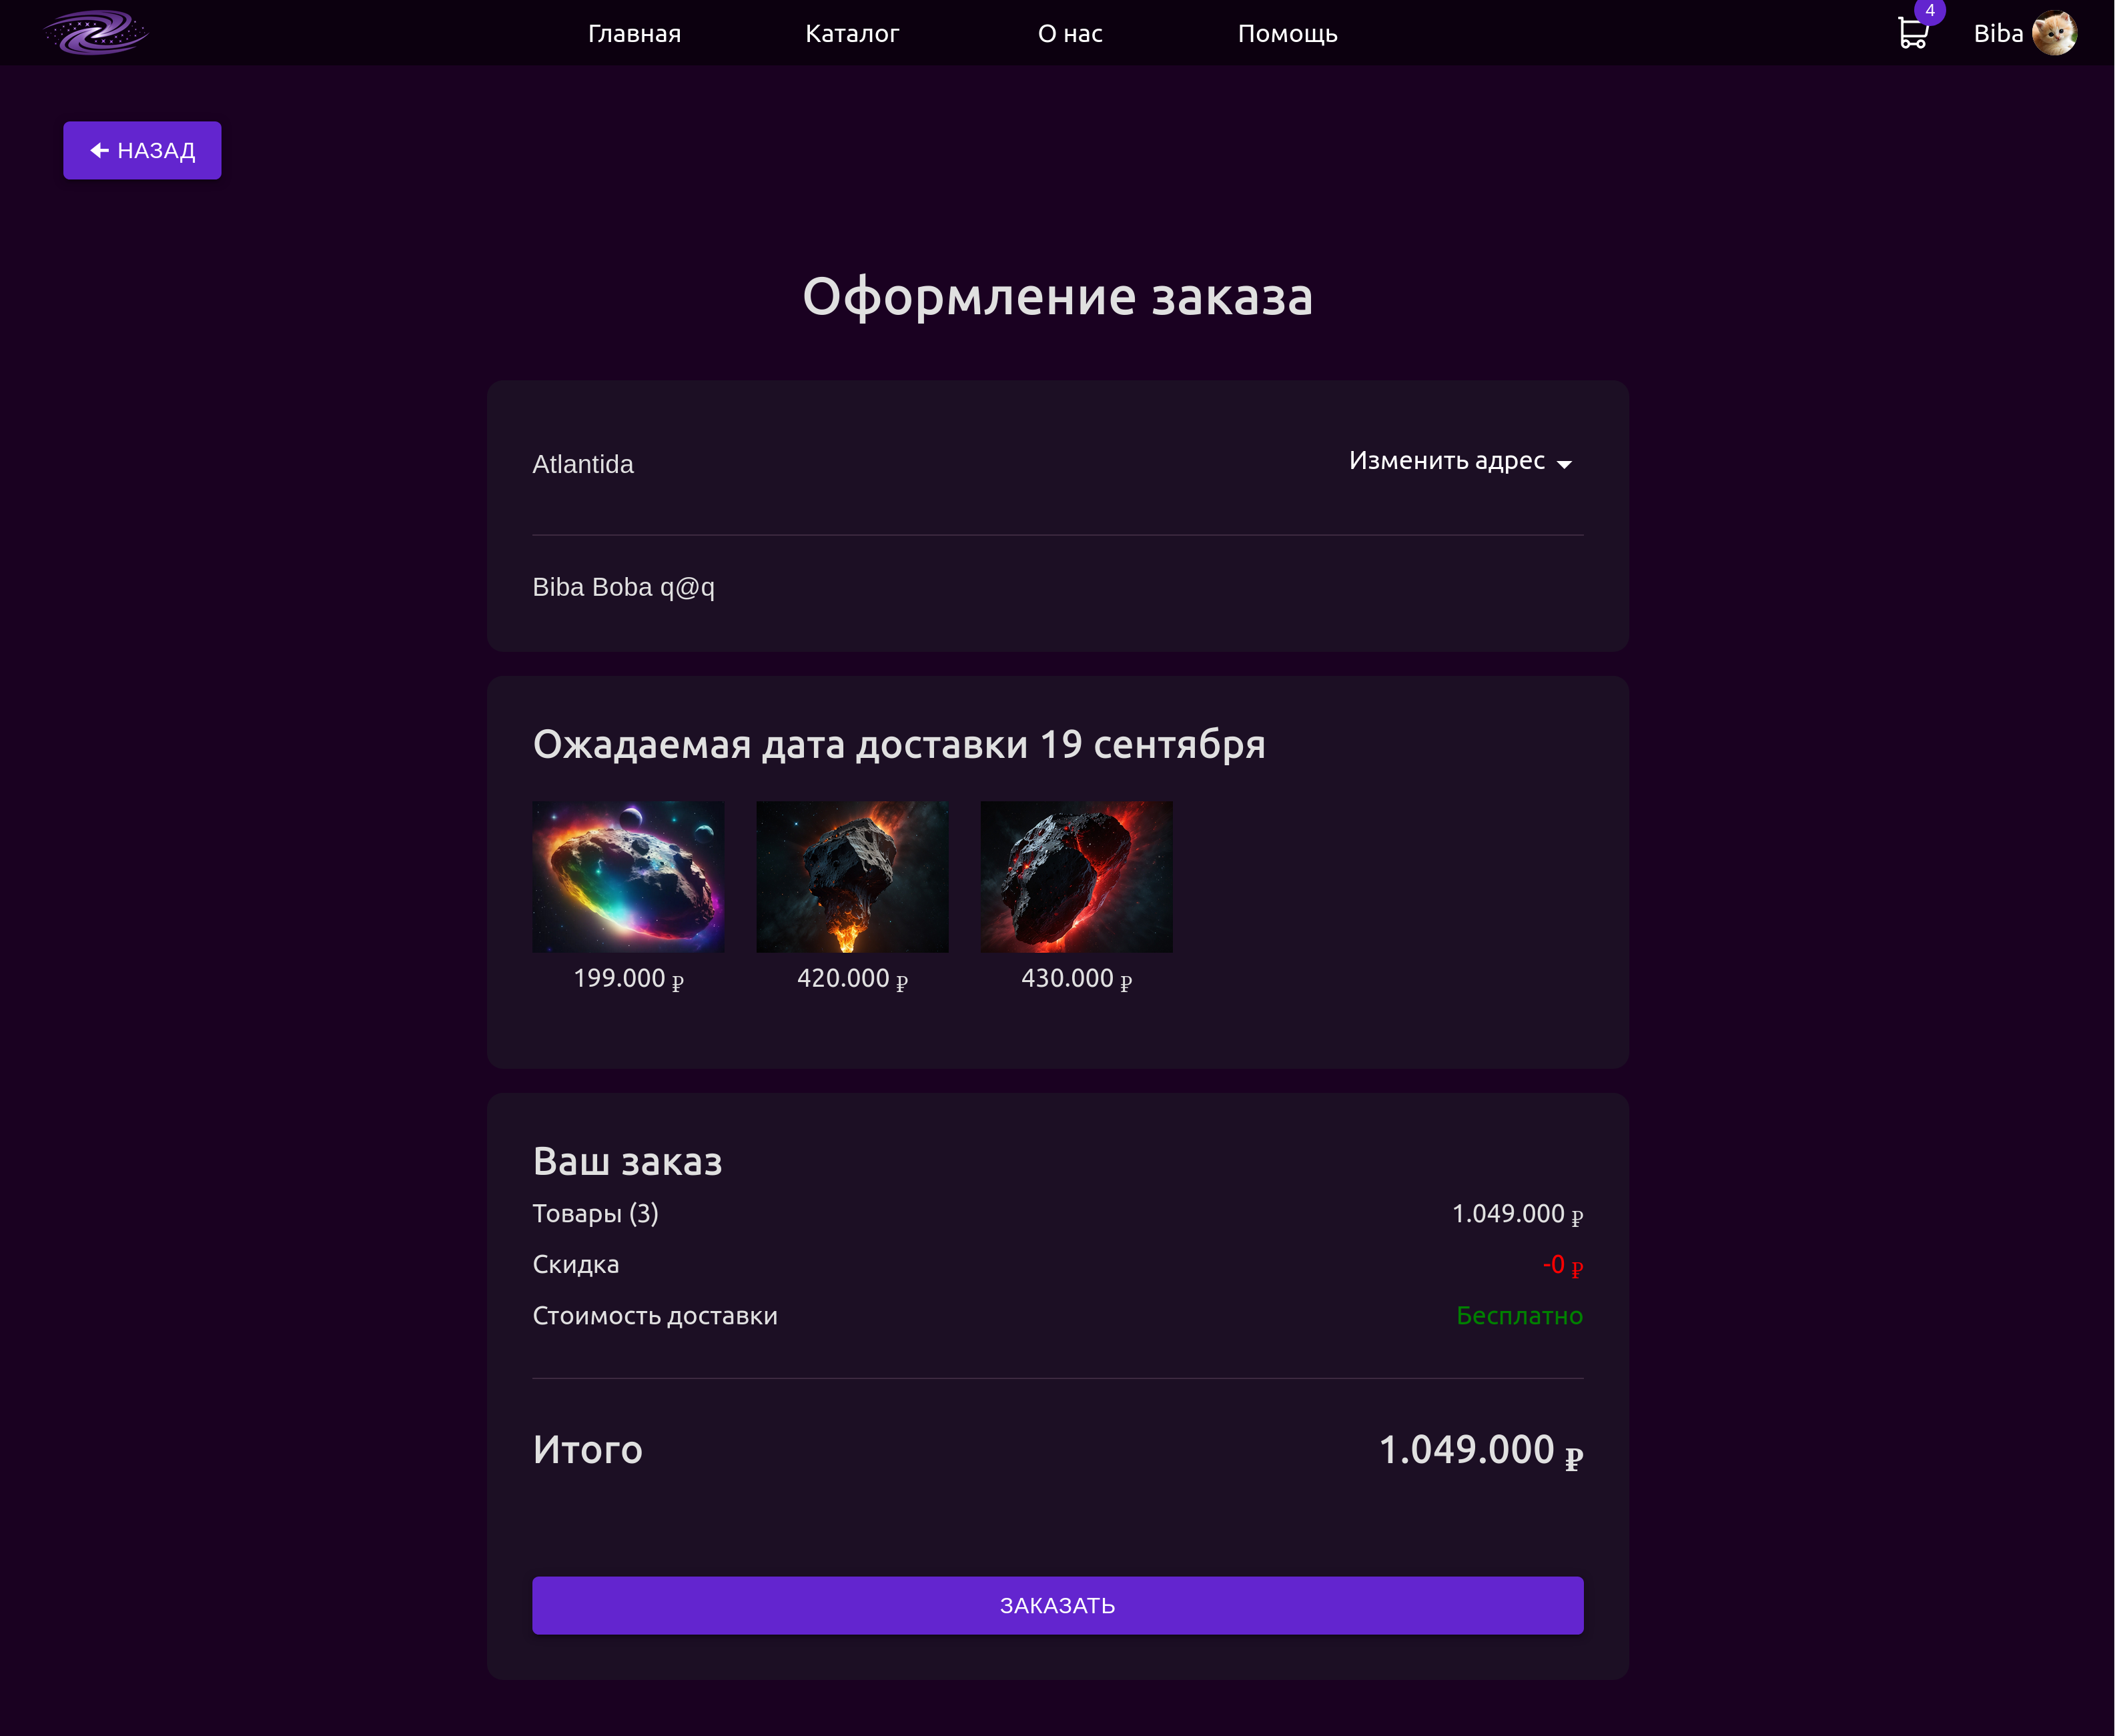 Главная Каталог О нас Помощь 4 Biba
НАЗАД
Оформление заказа
Atlantida Изменить адрес
Biba Boba q@q
Ожадаемая дата доставки 19 сентября
199.000 ₽ 420.000 ₽ 430.000 ₽
Ваш заказ
Товары (3) 1.049.000 ₽
Скидка -0 ₽
Стоимость доставки Бесплатно
Итого 1.049.000 ₽
ЗАКАЗАТЬ